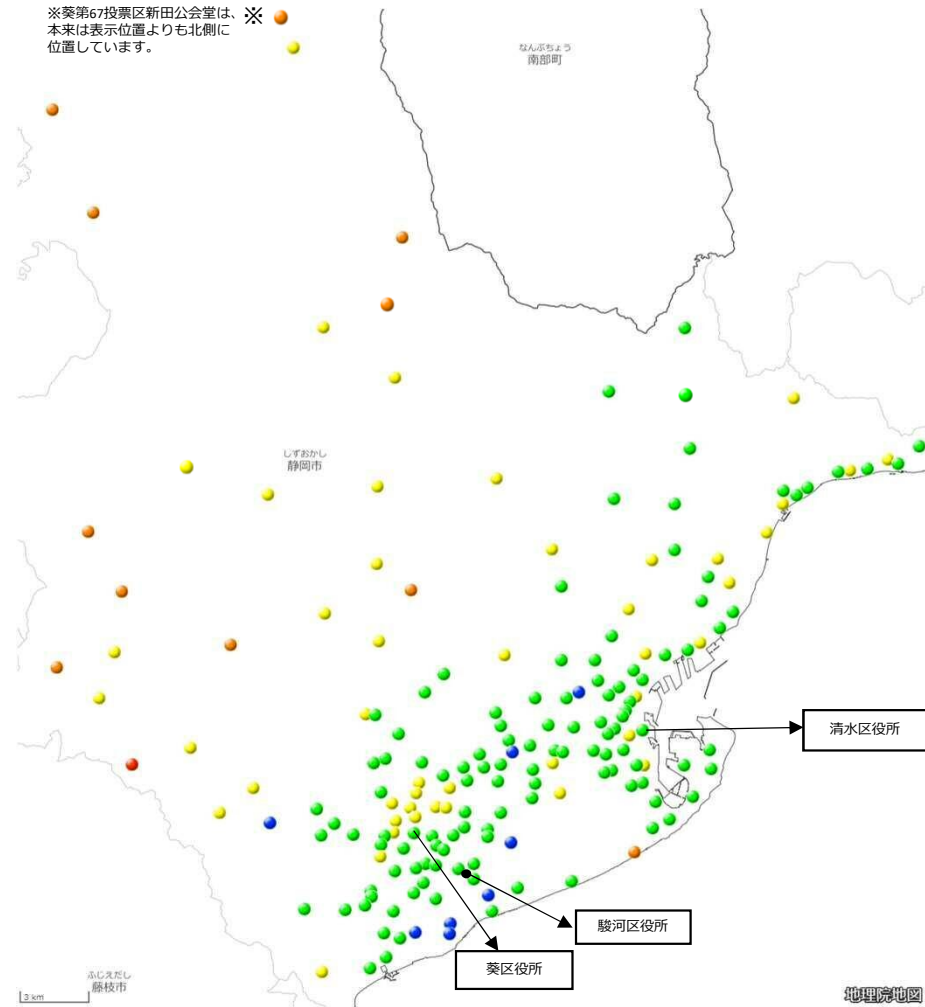 ※葵第67投票区新田公会堂は、
本来は表示位置よりも北側に
位置しています。
※
なんぶちょう
南部町
しずおかし
静岡市
清水区役所
駿河区役所
葵区役所
ふじえだし
藤枝市
3 km
地理院地図